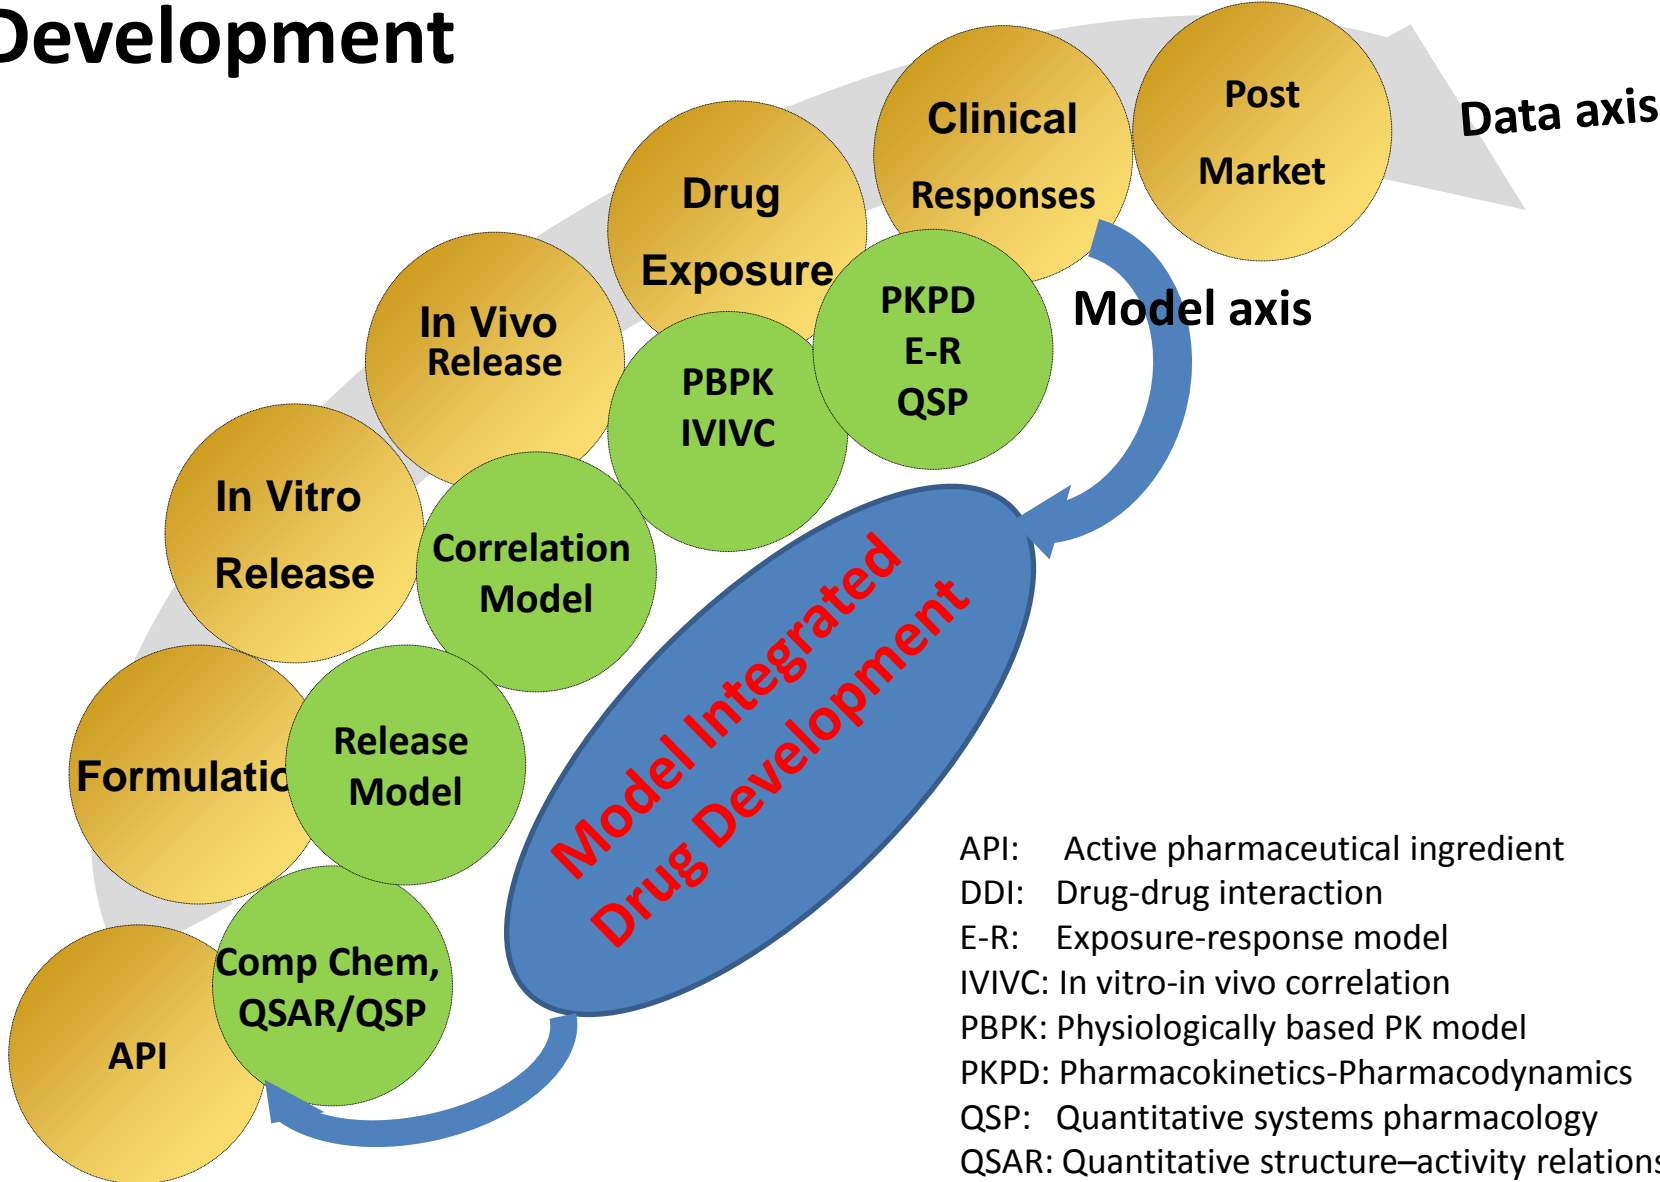 Development
Post
Market
Data axis
Clinical
Responses
Drug
Exposure
Model axis
PKPD
E-R
QSP
In Vivo
Release
PBPK
IVIVC
In Vitro
Release
Correlation
Model
Model Integrated
Drug Development
Formulatio
Release
Model
Comp Chem,
QSAR/QSP
API
API: Active pharmaceutical ingredient
DDI: Drug-drug interaction
E-R: Exposure-response model
IVIVC: In vitro-in vivo correlation
PBPK: Physiologically based PK model
PKPD: Pharmacokinetics-Pharmacodynamics
QSP: Quantitative systems pharmacology
QSAR: Quantitative structure–activity relations